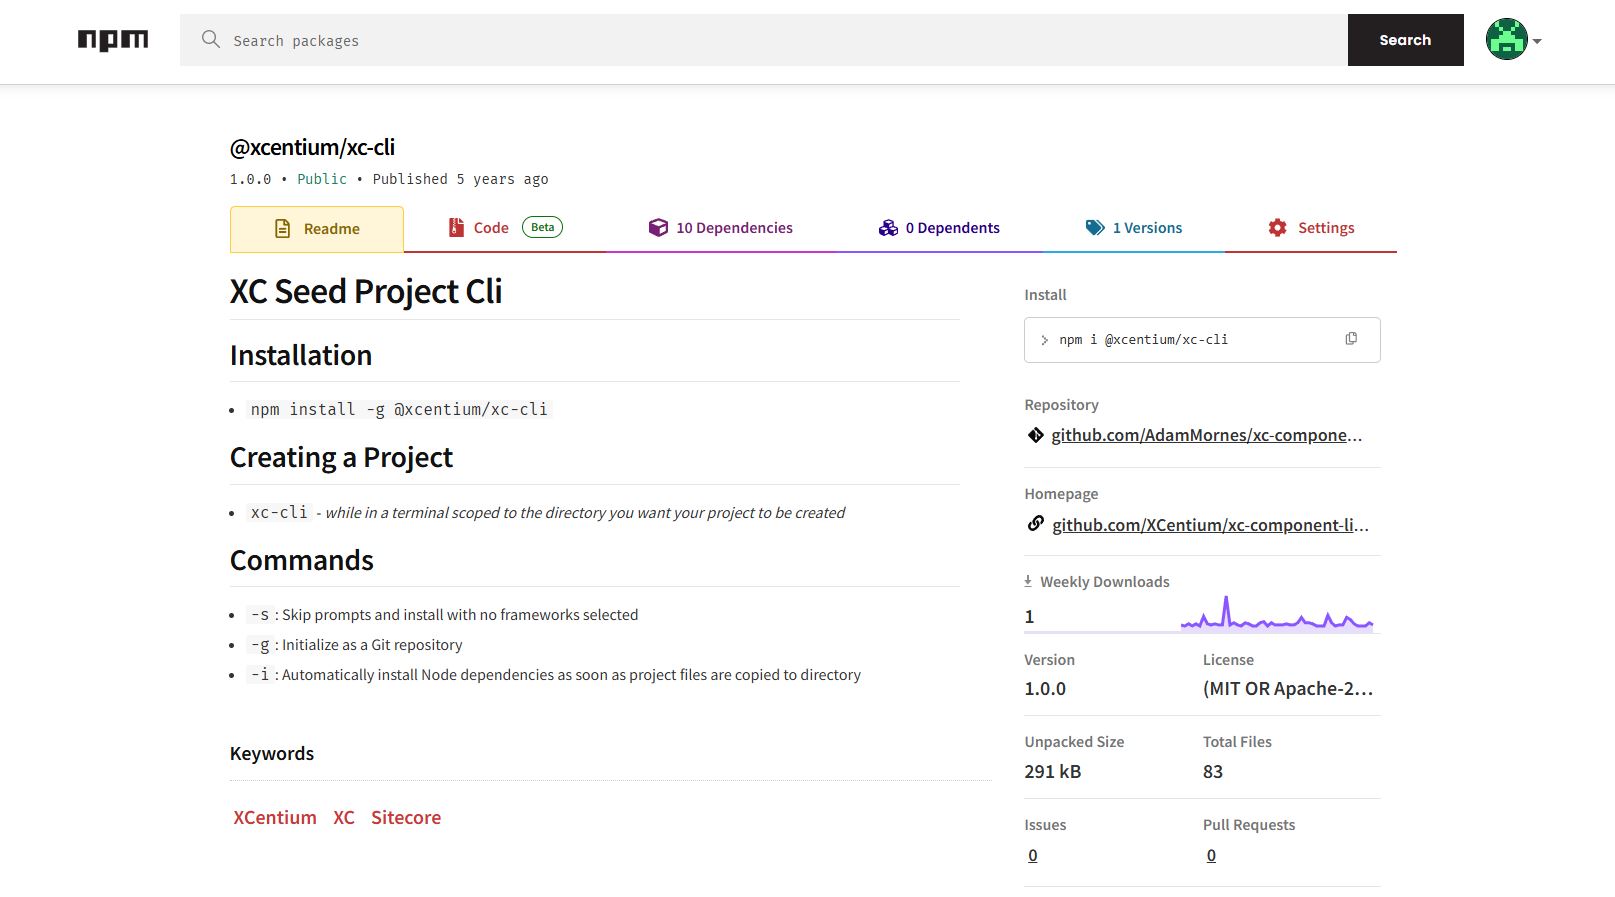 npm
Search packages
Search
@xcentium/xc-cli
1.0.0 • Public • Published 5 years ago
Readme
Code Beta
10 Dependencies
0 Dependents
1 Versions
Settings
XC Seed Project Cli
Installation
• npm install -g @xcentium/xc-cli
Creating a Project
• xc-cli - while in a terminal scoped to the directory you want your project to be created
Commands
• -s : Skip prompts and install with no frameworks selected
• -g : Initialize as a Git repository
• -i : Automatically install Node dependencies as soon as project files are copied to directory
Keywords
XCentium XC Sitecore
Install
> npm i @xcentium/xc-cli
Repository
github.com/AdamMornes/xc-compone...
Homepage
github.com/XCentium/xc-component-li...
Weekly Downloads
1
Version
1.0.0
License
(MIT OR Apache-2...
Unpacked Size
291 kB
Total Files
83
Issues
0
Pull Requests
0